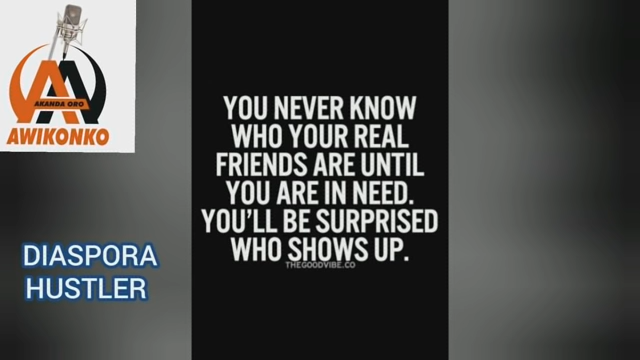 AKANDA ORO
AWIKONKO
DIASPORA
HUSTLER
YOU NEVER KNOW
WHO YOUR REAL
FRIENDS ARE UNTIL
YOU ARE IN NEED.
YOU'LL BE SURPRISED
WHO SHOWS UP.
THEGOODVIBE.CO